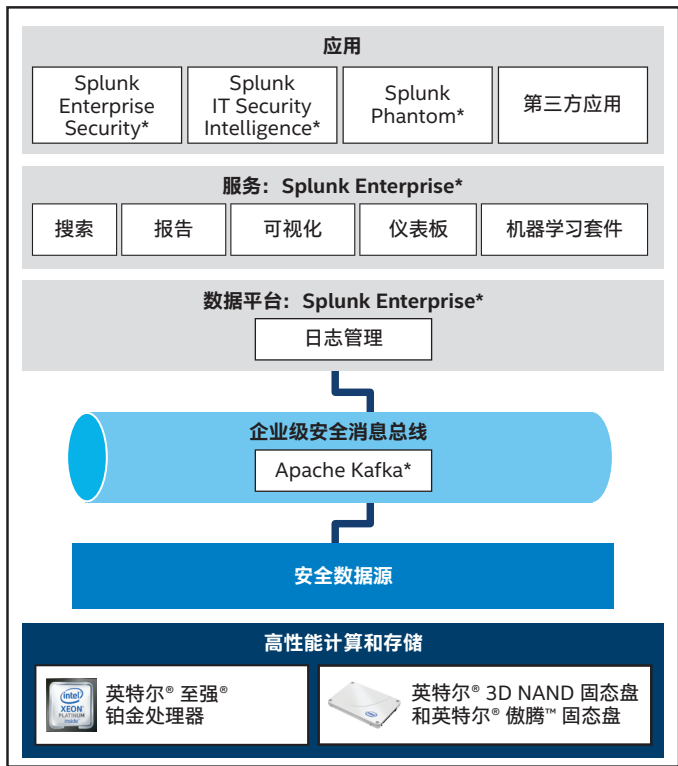 应用
Splunk
Enterprise
Security*
Splunk
IT Security
Intelligence*
Splunk
Phantom*
第三方应用
服务：Splunk Enterprise*
搜索
报告
可视化
仪表板
机器学习套件
数据平台：Splunk Enterprise*
日志管理
企业级安全消息总线
Apache Kafka*
安全数据源
高性能计算和存储
intel
XEON
PLATINUM
inside
英特尔® 至强®
铂金处理器
英特尔® 3D NAND 固态盘
和英特尔® 傲腾™ 固态盘